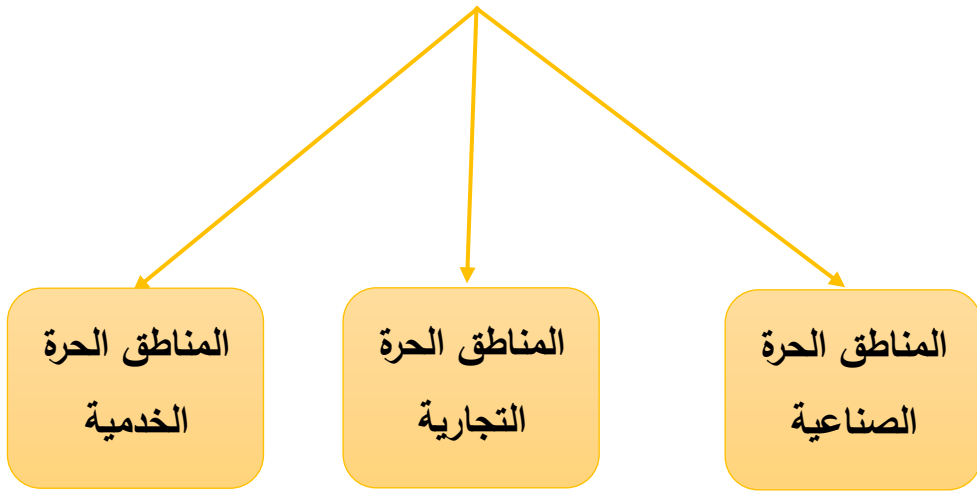 المناطق الحرة
الصناعية
المناطق الحرة
التجارية
المناطق الحرة
الخدمية